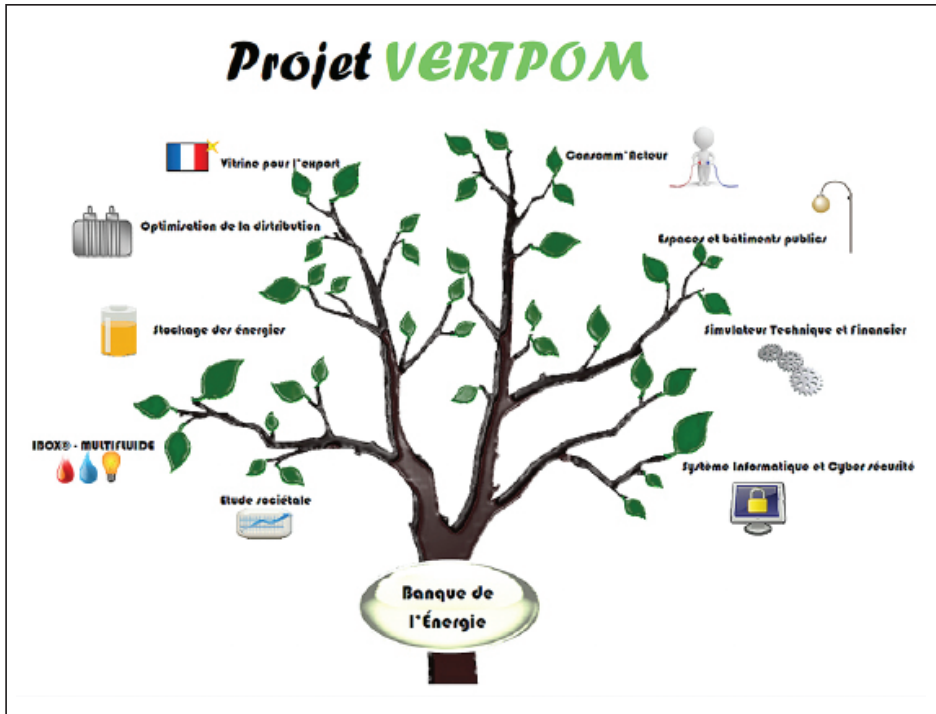 Projet VERTPOM
Vitrine pour l'export
Consomm'Acteur
Optimisation de la distribution
Espaces et bâtiments publics
Stockage des énergies
Simulateur Technique et Financier
IBOX® - MULTIFLUIDE
Système Informatique et Cyber sécurité
Etude sociétale
Banque de
l'Énergie